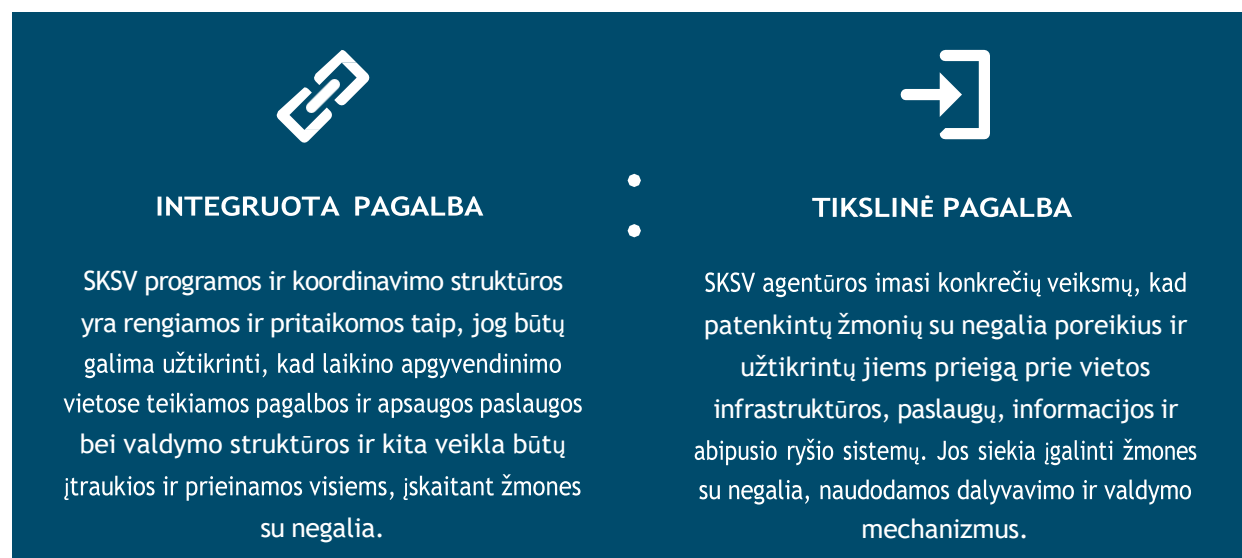 INTEGRUOTA PAGALBA
SKSV programos ir koordinavimo struktūros
yra rengiamos ir pritaikomos taip, jog būtų
galima užtikrinti, kad laikino apgyvendinimo
vietose teikiamos pagalbos ir apsaugos paslaugos
bei valdymo struktūros ir kita veikla būtų
įtraukios ir prieinamos visiems, įskaitant žmones
su negalia.
TIKSLINĖ PAGALBA
SKSV agentūros imasi konkrečių veiksmų, kad
patenkintų žmonių su negalia poreikius ir
užtikrintų jiems prieigą prie vietos
infrastruktūros, paslaugų, informacijos ir
abipusio ryšio sistemų. Jos siekia įgalinti žmones
su negalia, naudodamos dalyvavimo ir valdymo
mechanizmus.